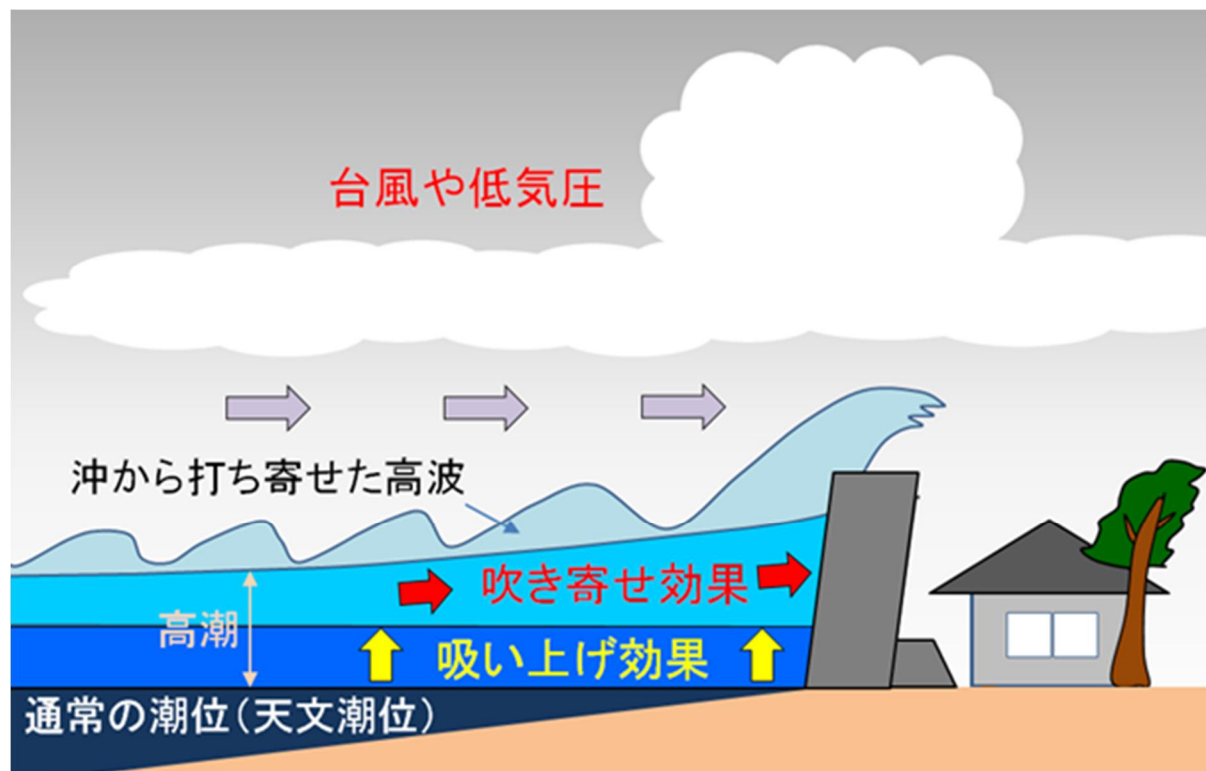 台風や低気圧
沖から打ち寄せた高波
吹き寄せ効果
高潮
吸い上げ効果
通常の潮位(天文潮位)